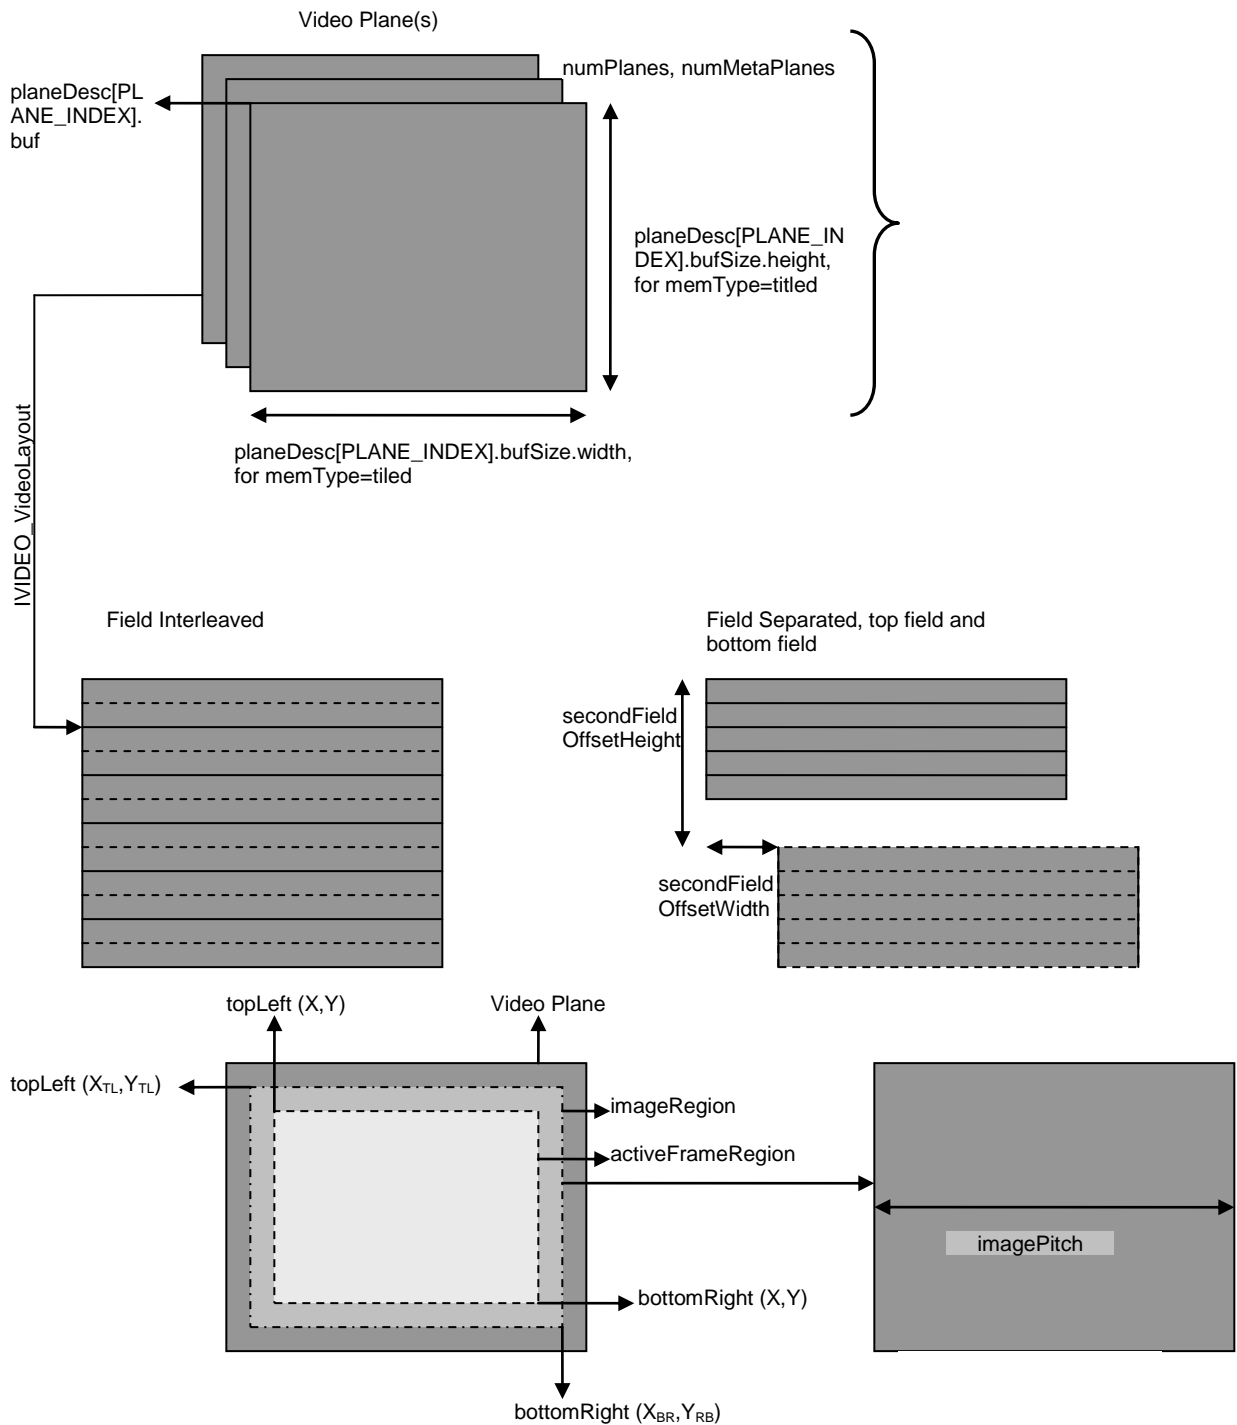 Video Plane(s)
numPlanes, numMetaPlanes
planeDesc[PL
ANE_INDEX].
buf
planeDesc[PLANE_IN
DEX].bufSize.height,
for memType=titled
planeDesc[PLANE_INDEX].bufSize.width,
for memType=tiled
IVIDEO_VideoLayout
Field Interleaved
Field Separated, top field and
bottom field
secondField
OffsetHeight
secondField
OffsetWidth
topLeft (X,Y)
Video Plane
topLeft (XTL,YTL)
imageRegion
activeFrameRegion
imagePitch
bottomRight (X,Y)
bottomRight (XBR,YRB)